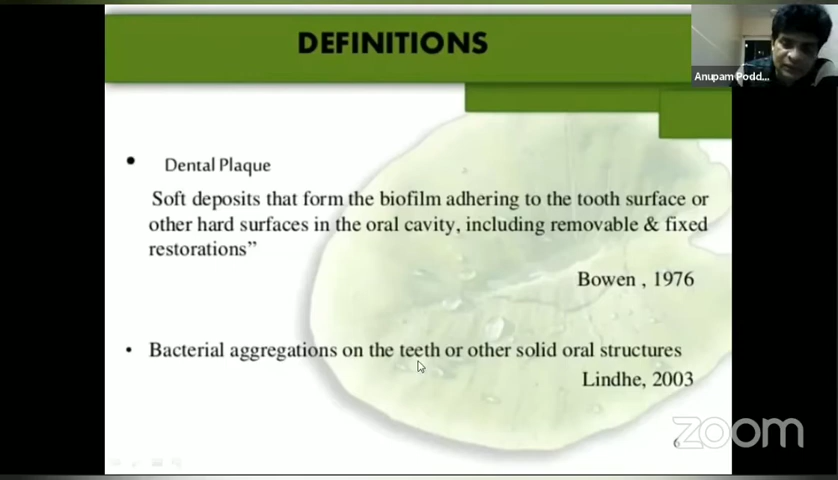 DEFINITIONS
Anupam Podd...
• Dental Plaque
Soft deposits that form the biofilm adhering to the tooth surface or
other hard surfaces in the oral cavity, including removable & fixed
restorations”
Bowen , 1976
• Bacterial aggregations on the teeth or other solid oral structures
Lindhe, 2003
6
zoom